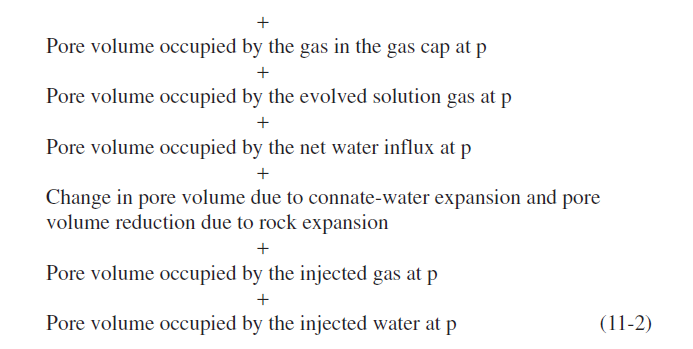 +
Pore volume occupied by the gas in the gas cap at p
+
Pore volume occupied by the evolved solution gas at p
+
Pore volume occupied by the net water influx at p
+
Change in pore volume due to connate-water expansion and pore
volume reduction due to rock expansion
+
Pore volume occupied by the injected gas at p
+
Pore volume occupied by the injected water at p (11-2)